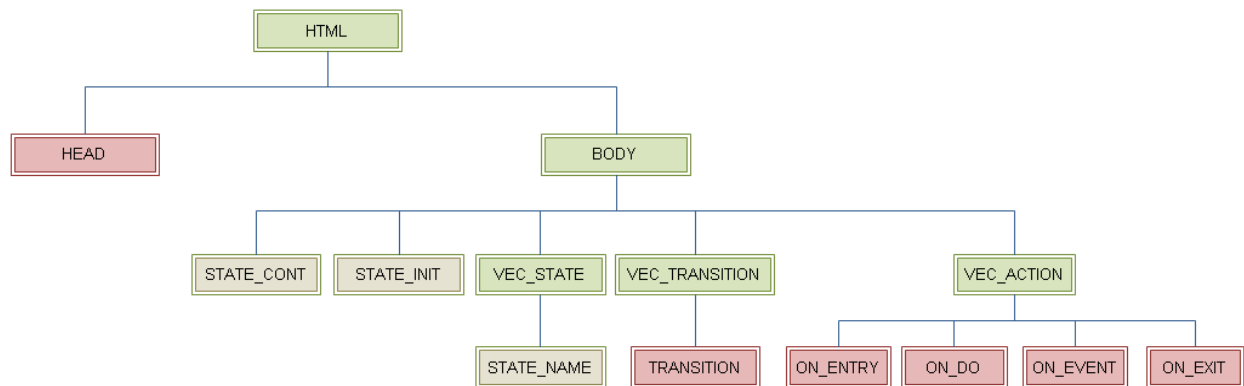 HTML
HEAD
BODY
STATE_CONT
STATE_INIT
VEC_STATE
VEC_TRANSITION
VEC_ACTION
STATE_NAME
TRANSITION
ON_ENTRY
ON_DO
ON_EVENT
ON_EXIT